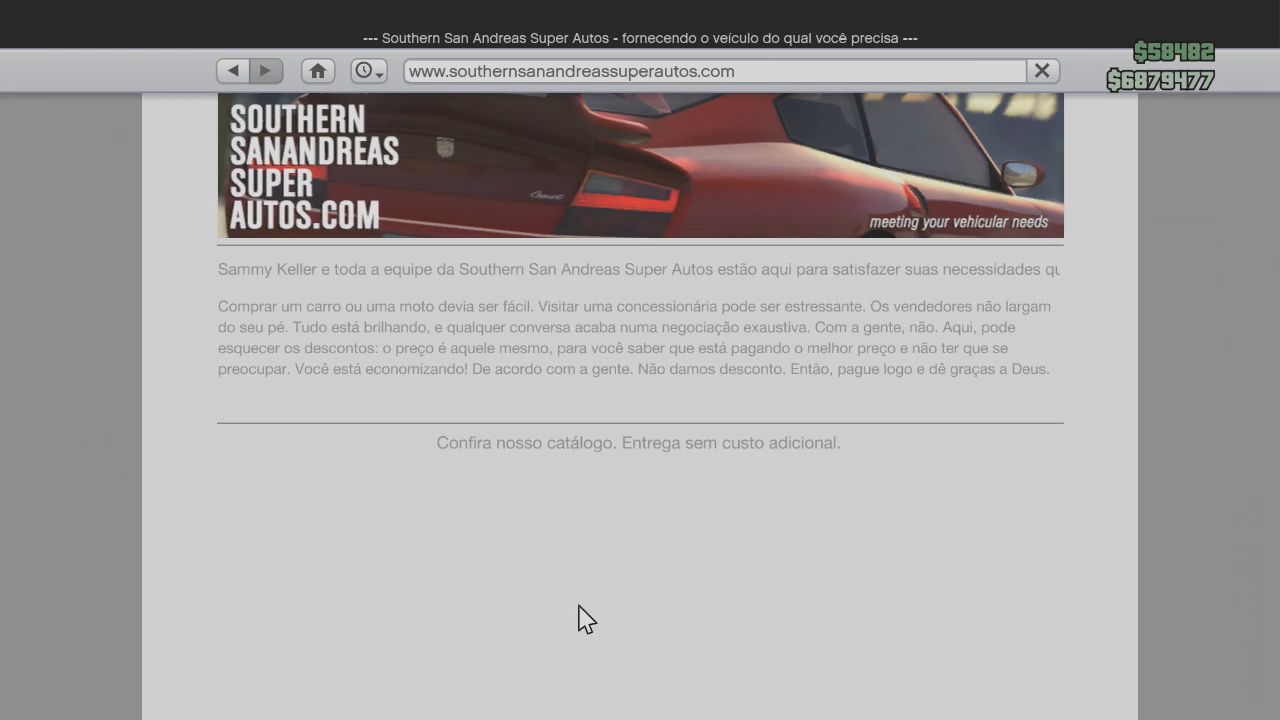 --- Southern San Andreas Super Autos - fornecendo o veículo do qual você precisa ---
$58482
www.southernsanandreassuperautos.com
$6879477
SOUTHERN
SANANDREAS
SUPER
AUTOS.COM
meeting your vehicular needs
Sammy Keller e toda a equipe da Southern San Andreas Super Autos estão aqui para satisfazer suas necessidades qu
Comprar um carro ou uma moto devia ser fácil. Visitar uma concessionária pode ser estressante. Os vendedores não largam
do seu pé. Tudo está brilhando, e qualquer conversa acaba numa negociação exaustiva. Com a gente, não. Aqui, pode
esquecer os descontos: o preço é aquele mesmo, para você saber que está pagando o melhor preço e não ter que se
preocupar. Você está economizando! De acordo com a gente. Não damos desconto. Então, pague logo e dê graças a Deus.
Confira nosso catálogo. Entrega sem custo adicional.